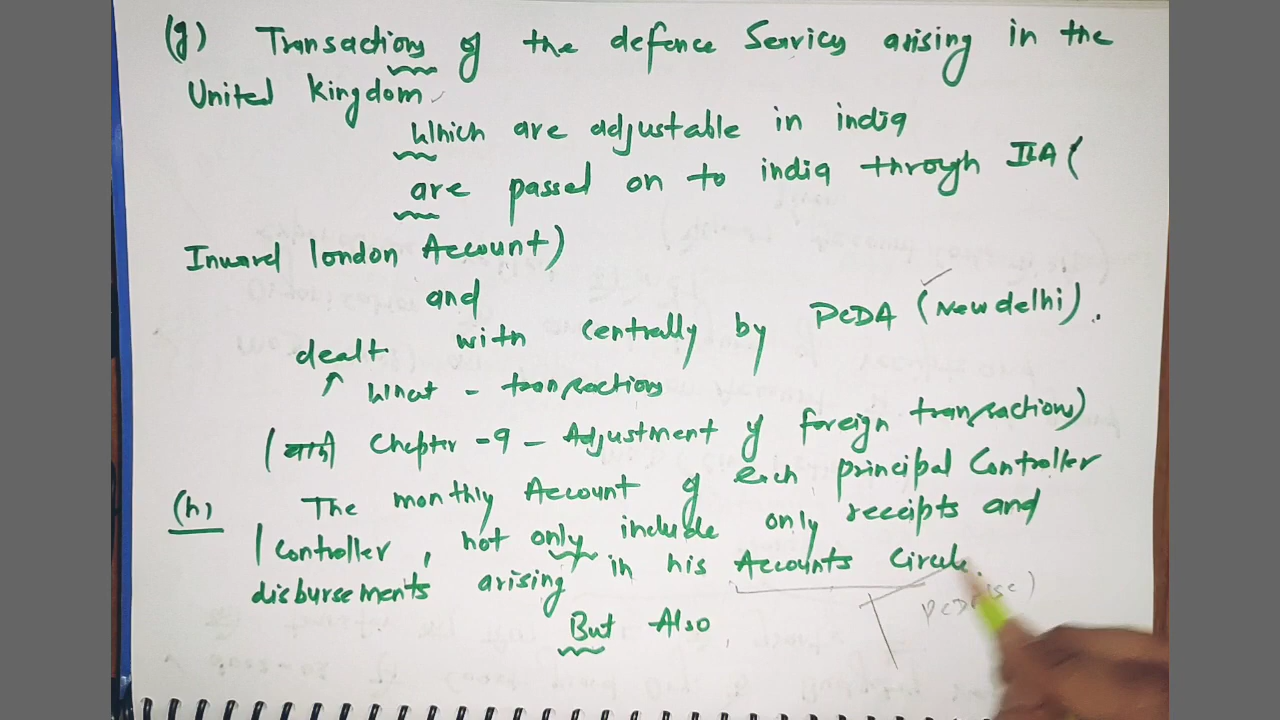 (g) Transactions of the defence Services arising in the
United Kingdom
which are adjustable in india
are passed on to india through ILA (
Inward london Account)
and
dealt with centrally by PCDA (New delhi).
↑ what - transactions
Chapter -9 - Adjustment of foreign transactions)
(h) The monthly Account of each principal Controller
/ Controller, not only include only receipts and
disbursements arising in his Accounts Circle.
But Also